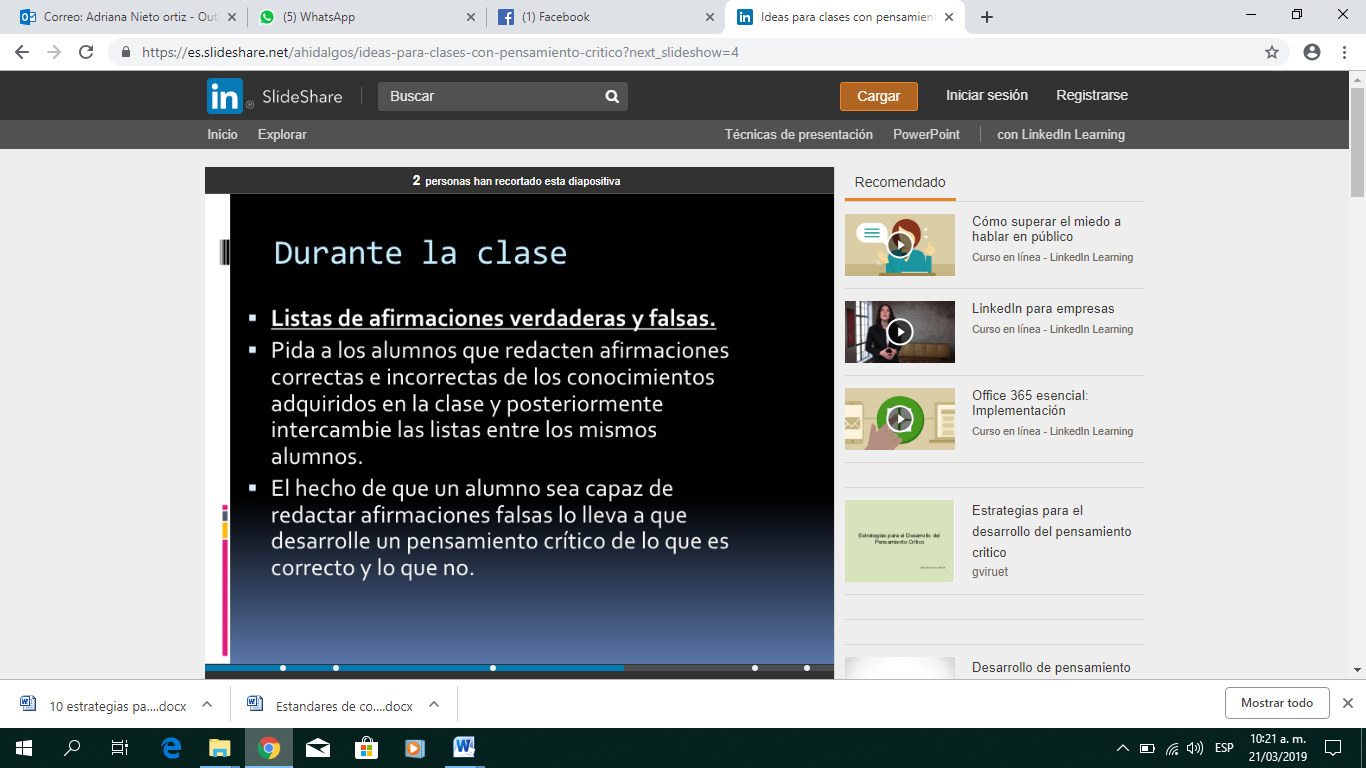 Correo: Adriana Nieto ortiz - Out
(5) WhatsApp
(1) Facebook
Ideas para clases con pensamien
https://es.slideshare.net/ahidalgos/ideas-para-clases-con-pensamiento-critico?next_slideshow=4
in SlideShare
Buscar
Cargar
Iniciar sesión
Registrarse
Inicio
Explorar
Técnicas de presentación
PowerPoint
con LinkedIn Learning
2 personas han recortado esta diapositiva
Durante la clase
Listas de afirmaciones verdaderas y falsas.
Pida a los alumnos que redacten afirmaciones
correctas e incorrectas de los conocimientos
adquiridos en la clase y posteriormente
intercambie las listas entre los mismos
alumnos.
El hecho de que un alumno sea capaz de
redactar afirmaciones falsas lo lleva a que
desarrolle un pensamiento crítico de lo que es
correcto y lo que no.
Recomendado
Cómo superar el miedo a
hablar en público
Curso en línea - LinkedIn Learning
LinkedIn para empresas
Curso en línea - LinkedIn Learning
Office 365 esencial:
Implementación
Curso en línea - LinkedIn Learning
Estrategias para el Desarrollo del
Pensamiento Crítico
Estrategias para el
desarrollo del pensamiento
critico
gviruet
Desarrollo de pensamiento
10 estrategias pa....docx
Estandares de co....docx
Mostrar todo
ESP
10:21 a. m.
21/03/2019